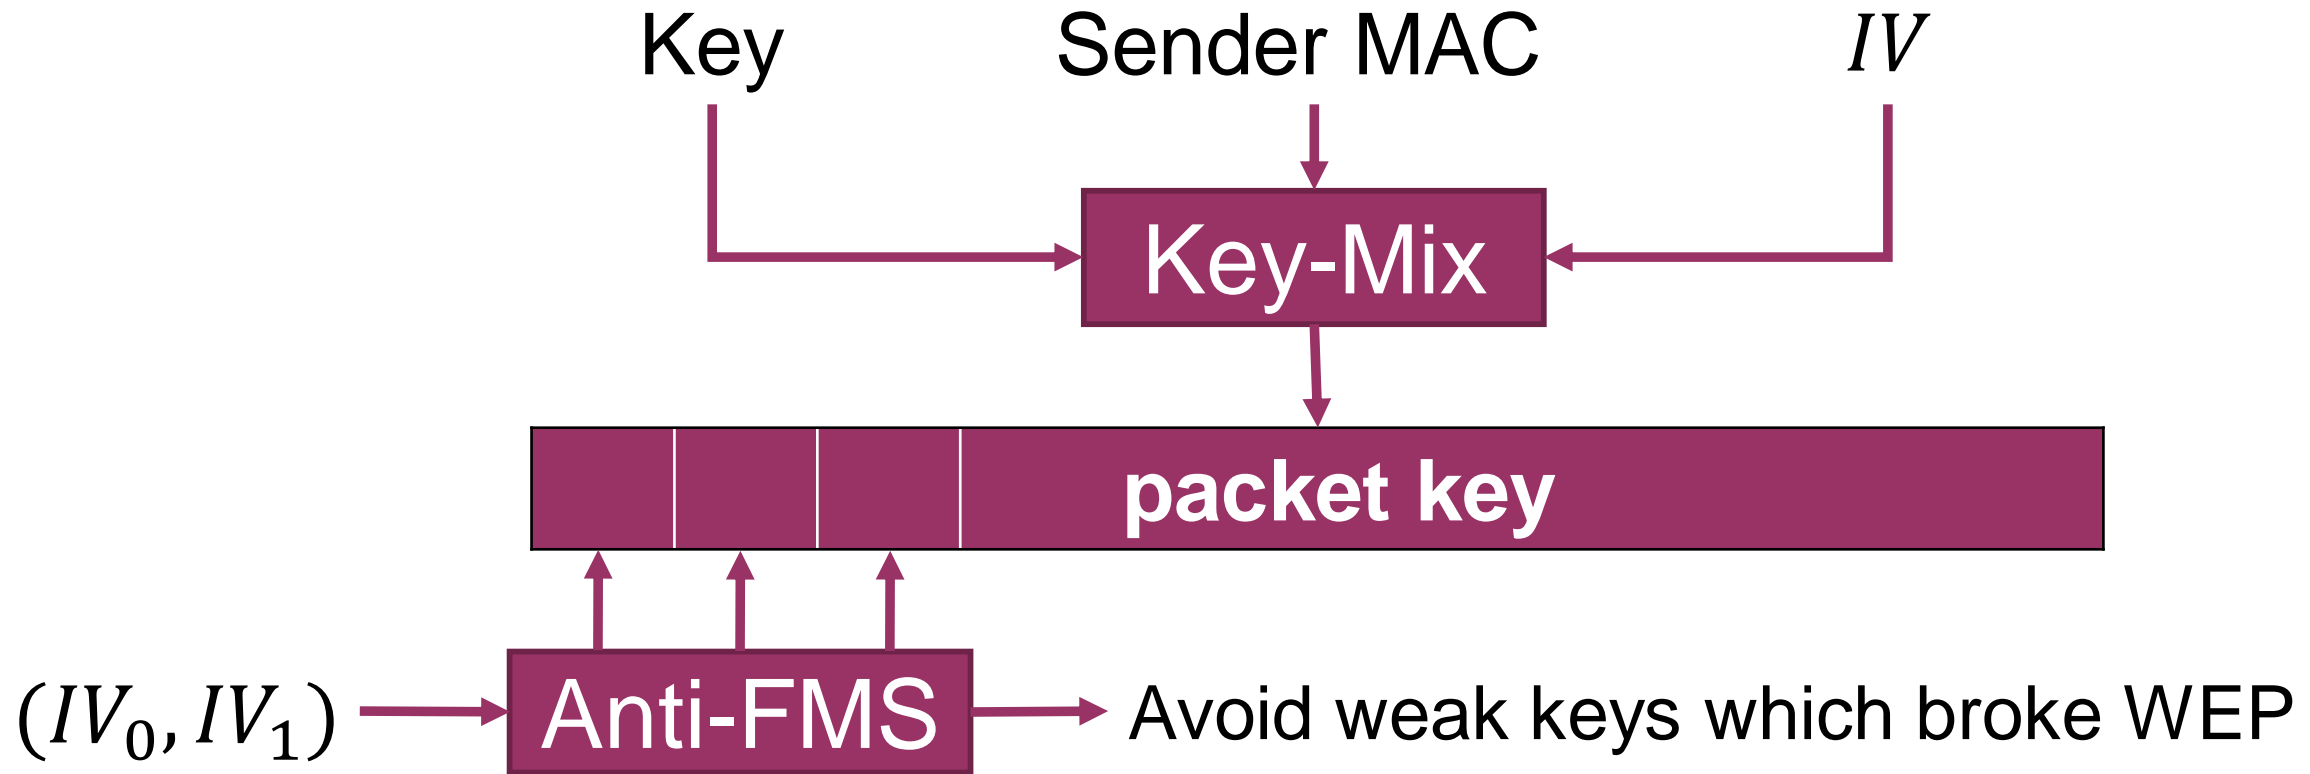 Key Sender MAC IV
Key-Mix
packet key
(IV₀, IV₁) Anti-FMS Avoid weak keys which broke WEP